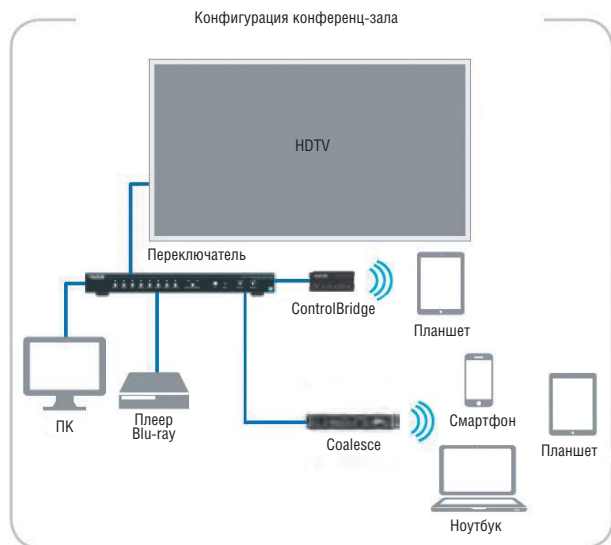 Конфигурация конференц-зала
HDTV
Переключатель
ControlBridge
Планшет
ПК
Плеер
Blu-ray
Coalesce
Смартфон
Планшет
Ноутбук